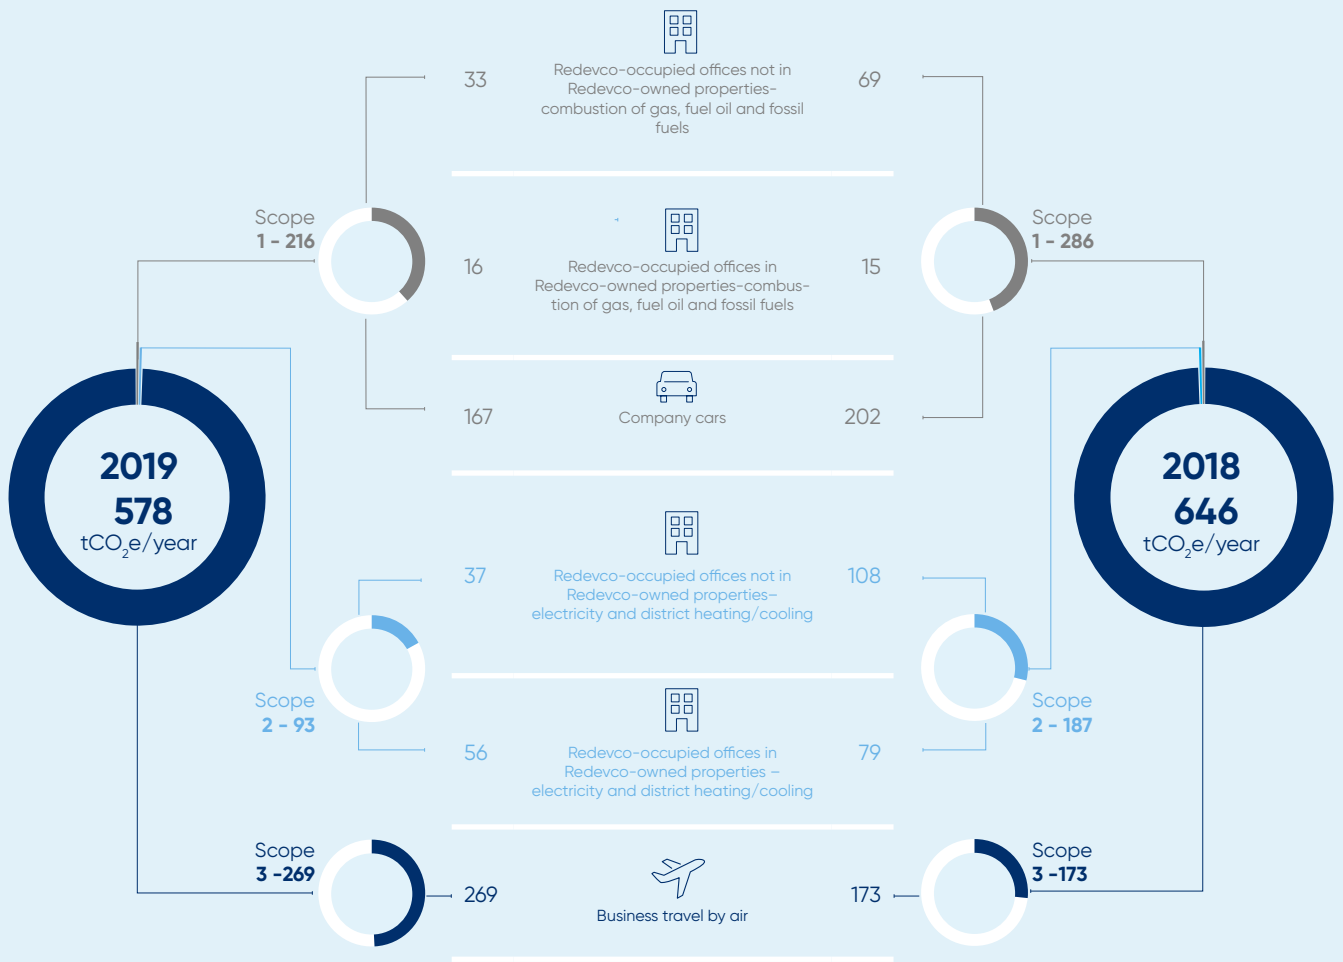 33
Redevco-occupied offices not in
Redevco-owned properties-
combustion of gas, fuel oil and fossil
fuels
69
Scope
1 - 216
16
Redevco-occupied offices in
Redevco-owned properties-combus-
tion of gas, fuel oil and fossil fuels
15
Scope
1 - 286
167
Company cars
202
2019
578
tCO₂e/year
2018
646
tCO₂e/year
37
Redevco-occupied offices not in
Redevco-owned properties–
electricity and district heating/cooling
108
Scope
2 - 93
56
Redevco-occupied offices in
Redevco-owned properties –
electricity and district heating/cooling
79
Scope
2 - 187
Scope
3 -269
269
Business travel by air
173
Scope
3 -173